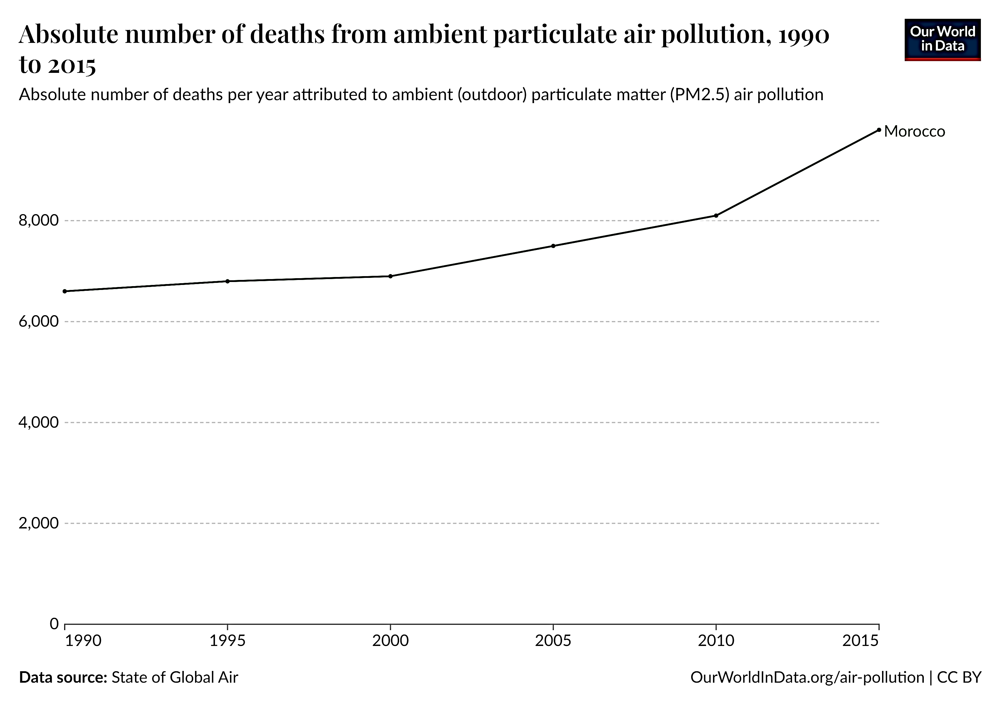 Absolute number of deaths from ambient particulate air pollution, 1990
to 2015
Our World
in Data
Absolute number of deaths per year attributed to ambient (outdoor) particulate matter (PM2.5) air pollution
Morocco
8,000
6,000
4,000
2,000
0
1990 1995 2000 2005 2010 2015
Data source: State of Global Air
OurWorldInData.org/air-pollution | CC BY